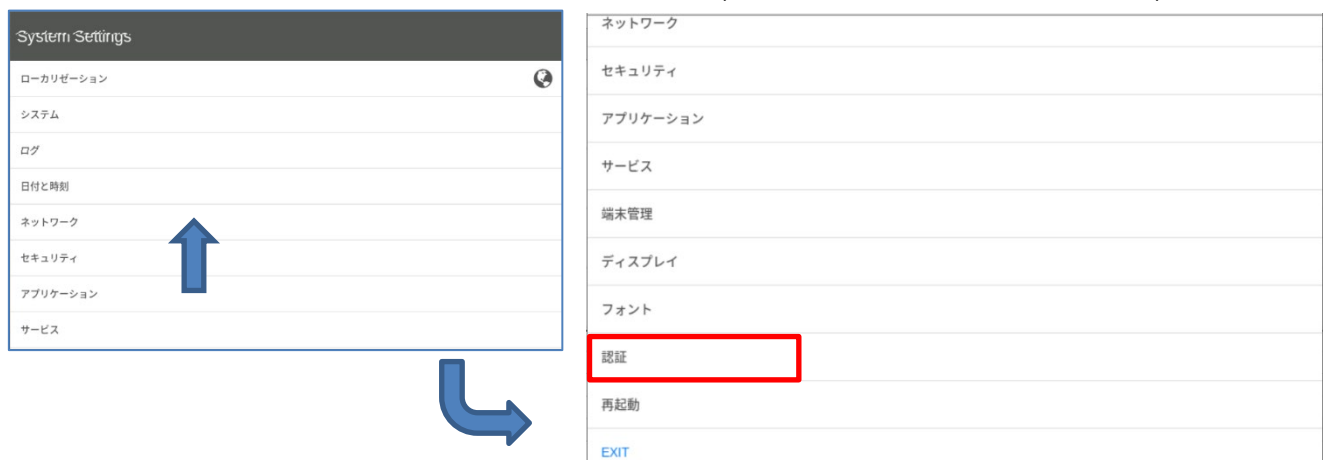 System Settings
ローカリゼーション
システム
ログ
日付と時刻
ネットワーク
セキュリティ
アプリケーション
サービス
ネットワーク
セキュリティ
アプリケーション
サービス
端末管理
ディスプレイ
フォント
認証
再起動
EXIT